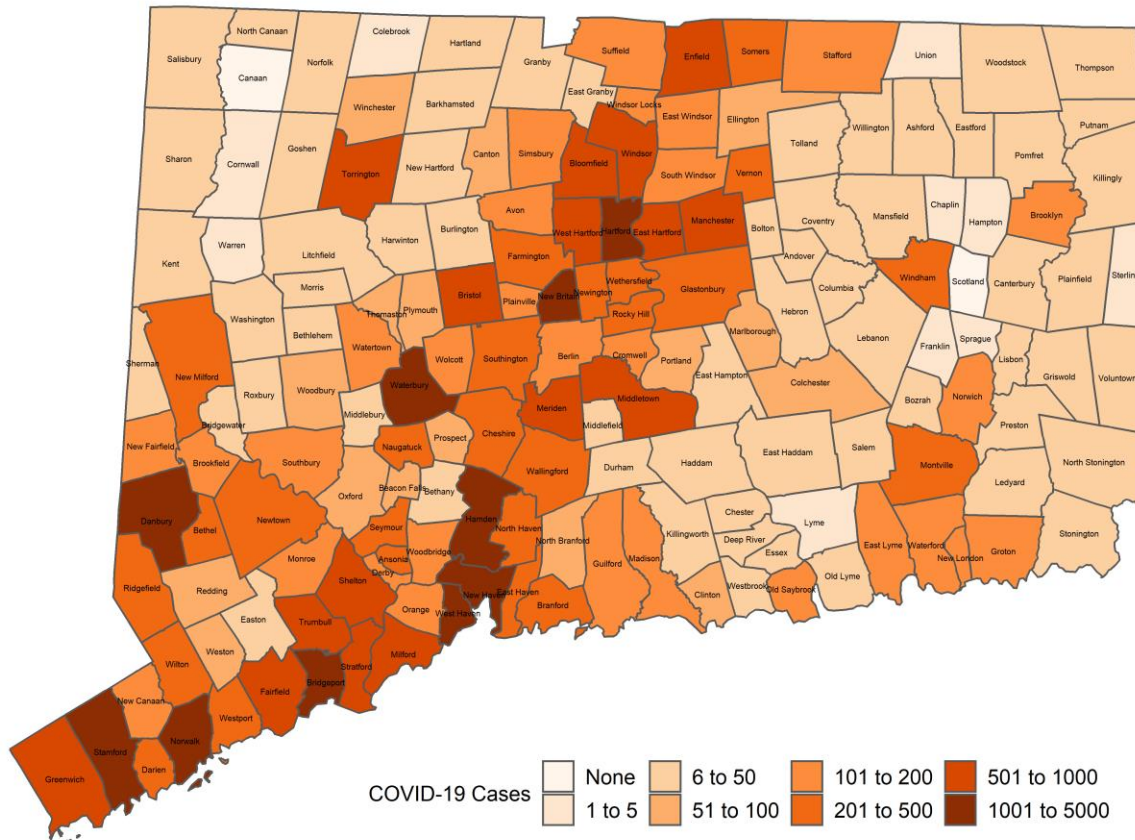 North Canaan
Colebrook
Hartland
Suffield
Enfield
Somers
Stafford
Union
Woodstock
Thompson
Salisbury
Canaan
Norfolk
Granby
East Granby
Winchester
Barkhamsted
Windsor Locks
East Windsor
Ellington
Willington
Ashford
Eastford
Putnam
Sharon
Cornwall
Goshen
Torrington
New Hartford
Canton
Simsbury
Bloomfield
Windsor
South Windsor
Vernon
Tolland
Pomfret
Killingly
Avon
West Hartford
Hartford
East Hartford
Manchester
Bolton
Coventry
Mansfield
Chaplin
Hampton
Brooklyn
Kent
Warren
Litchfield
Harwinton
Burlington
Farmington
Andover
Columbia
Windham
Scotland
Canterbury
Plainfield
Sterlin
Morris
Bristol
Plainville
New Britain
Newington
Wethersfield
Glastonbury
Rocky Hill
Hebron
Washington
Bethlehem
Thomaston
Plymouth
Watertown
Wolcott
Southington
Berlin
Cromwell
Portland
Marlborough
Lebanon
Franklin
Sprague
Lisbon
Griswold
Voluntown
Sherman
New Milford
Roxbury
Woodbury
Waterbury
East Hampton
Colchester
Bozrah
Norwich
Preston
Bridgewater
Middlebury
Meriden
Middletown
Middlefield
New Fairfield
Brookfield
Southbury
Naugatuck
Prospect
Cheshire
Wallingford
Durham
Haddam
East Haddam
Salem
Montville
Ledyard
North Stonington
Danbury
Bethel
Newtown
Oxford
Beacon Falls
Bethany
Hamden
North Haven
North Branford
Killingworth
Chester
Deep River
Essex
Lyme
East Lyme
Waterford
New London
Groton
Stonington
Seymour
Ansonia
Derby
Woodbridge
Guilford
Madison
Ridgefield
Redding
Monroe
Shelton
Orange
New Haven
West Haven
East Haven
Branford
Clinton
Westbrook
Old Saybrook
Old Lyme
Easton
Trumbull
Weston
Wilton
Milford
Stratford
Bridgeport
Fairfield
New Canaan
Westport
Norwalk
Darien
Stamford
Greenwich
COVID-19 Cases
None
6 to 50
101 to 200
501 to 1000
1 to 5
51 to 100
201 to 500
1001 to 5000